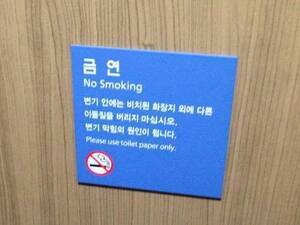 금 연
No Smoking
변기 안에는 비치된 화장지 외에 다른
이물질을 버리지 마십시오.
변기 막힘의 원인이 됩니다.
Please use toilet paper only.